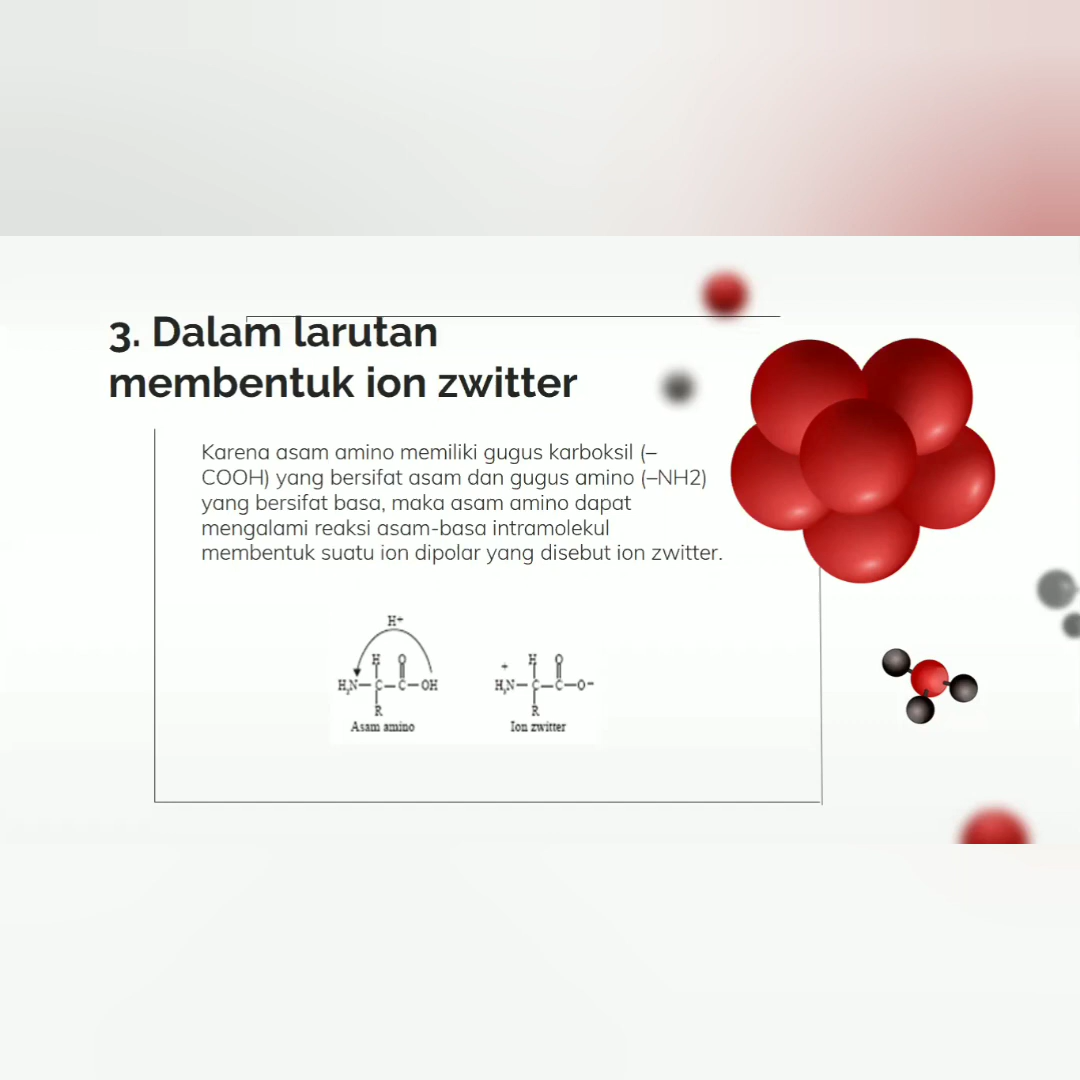 3. Dalam larutan
membentuk ion zwitter
Karena asam amino memiliki gugus karboksil (–
COOH) yang bersifat asam dan gugus amino (–NH2)
yang bersifat basa, maka asam amino dapat
mengalami reaksi asam-basa intramolekul
membentuk suatu ion dipolar yang disebut ion zwitter.
H+
H O
H₂N—C—C—OH
R
Asam amino
+ H O
H₃N—C—C—O-
R
Ion zwitter